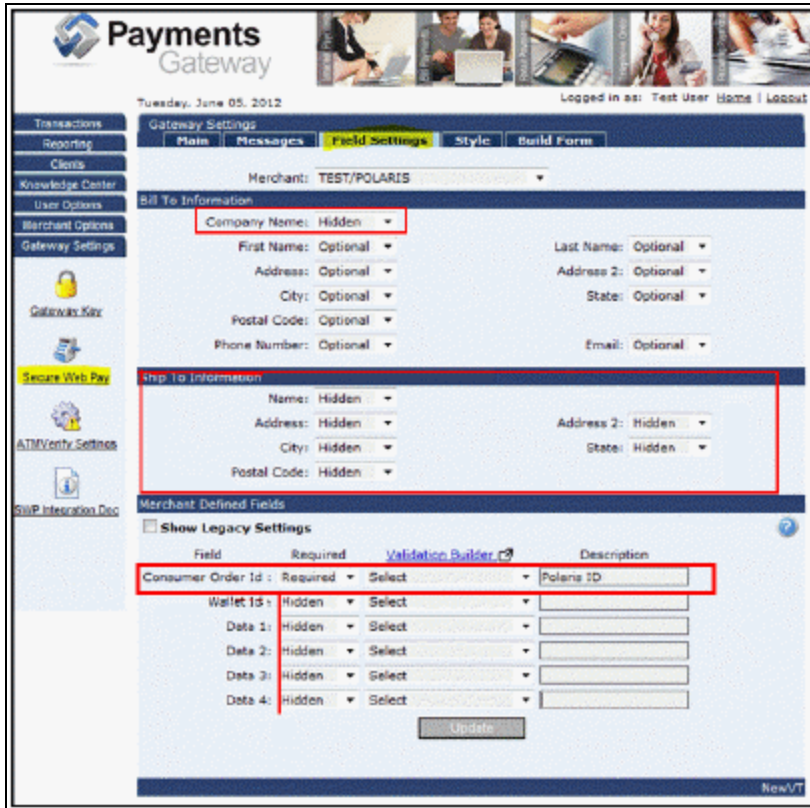 Payments
Gateway
Tuesday, June 05, 2012
Logged in as: Test User Home | Logout
Transactions
Reporting
Clients
Knowledge Center
User Options
Merchant Options
Gateway Settings
Gateway Key
Secure Web Pay
ATMVerify Settings
SWP Integration Doc
Gateway Settings
Main Messages Field Settings Style Build Form
Merchant: TEST/POLARIS
Bill To Information
Company Name: Hidden
First Name: Optional Last Name: Optional
Address: Optional Address 2: Optional
City: Optional State: Optional
Postal Code: Optional
Phone Number: Optional Email: Optional
Ship To Information
Name: Hidden
Address: Hidden Address 2: Hidden
City: Hidden State: Hidden
Postal Code: Hidden
Merchant Defined Fields
Show Legacy Settings
Field Required Validation Builder Description
Consumer Order Id : Required Select Polaris ID
Wallet Id : Hidden Select
Data 1: Hidden Select
Data 2: Hidden Select
Data 3: Hidden Select
Data 4: Hidden Select
Update
NewVT